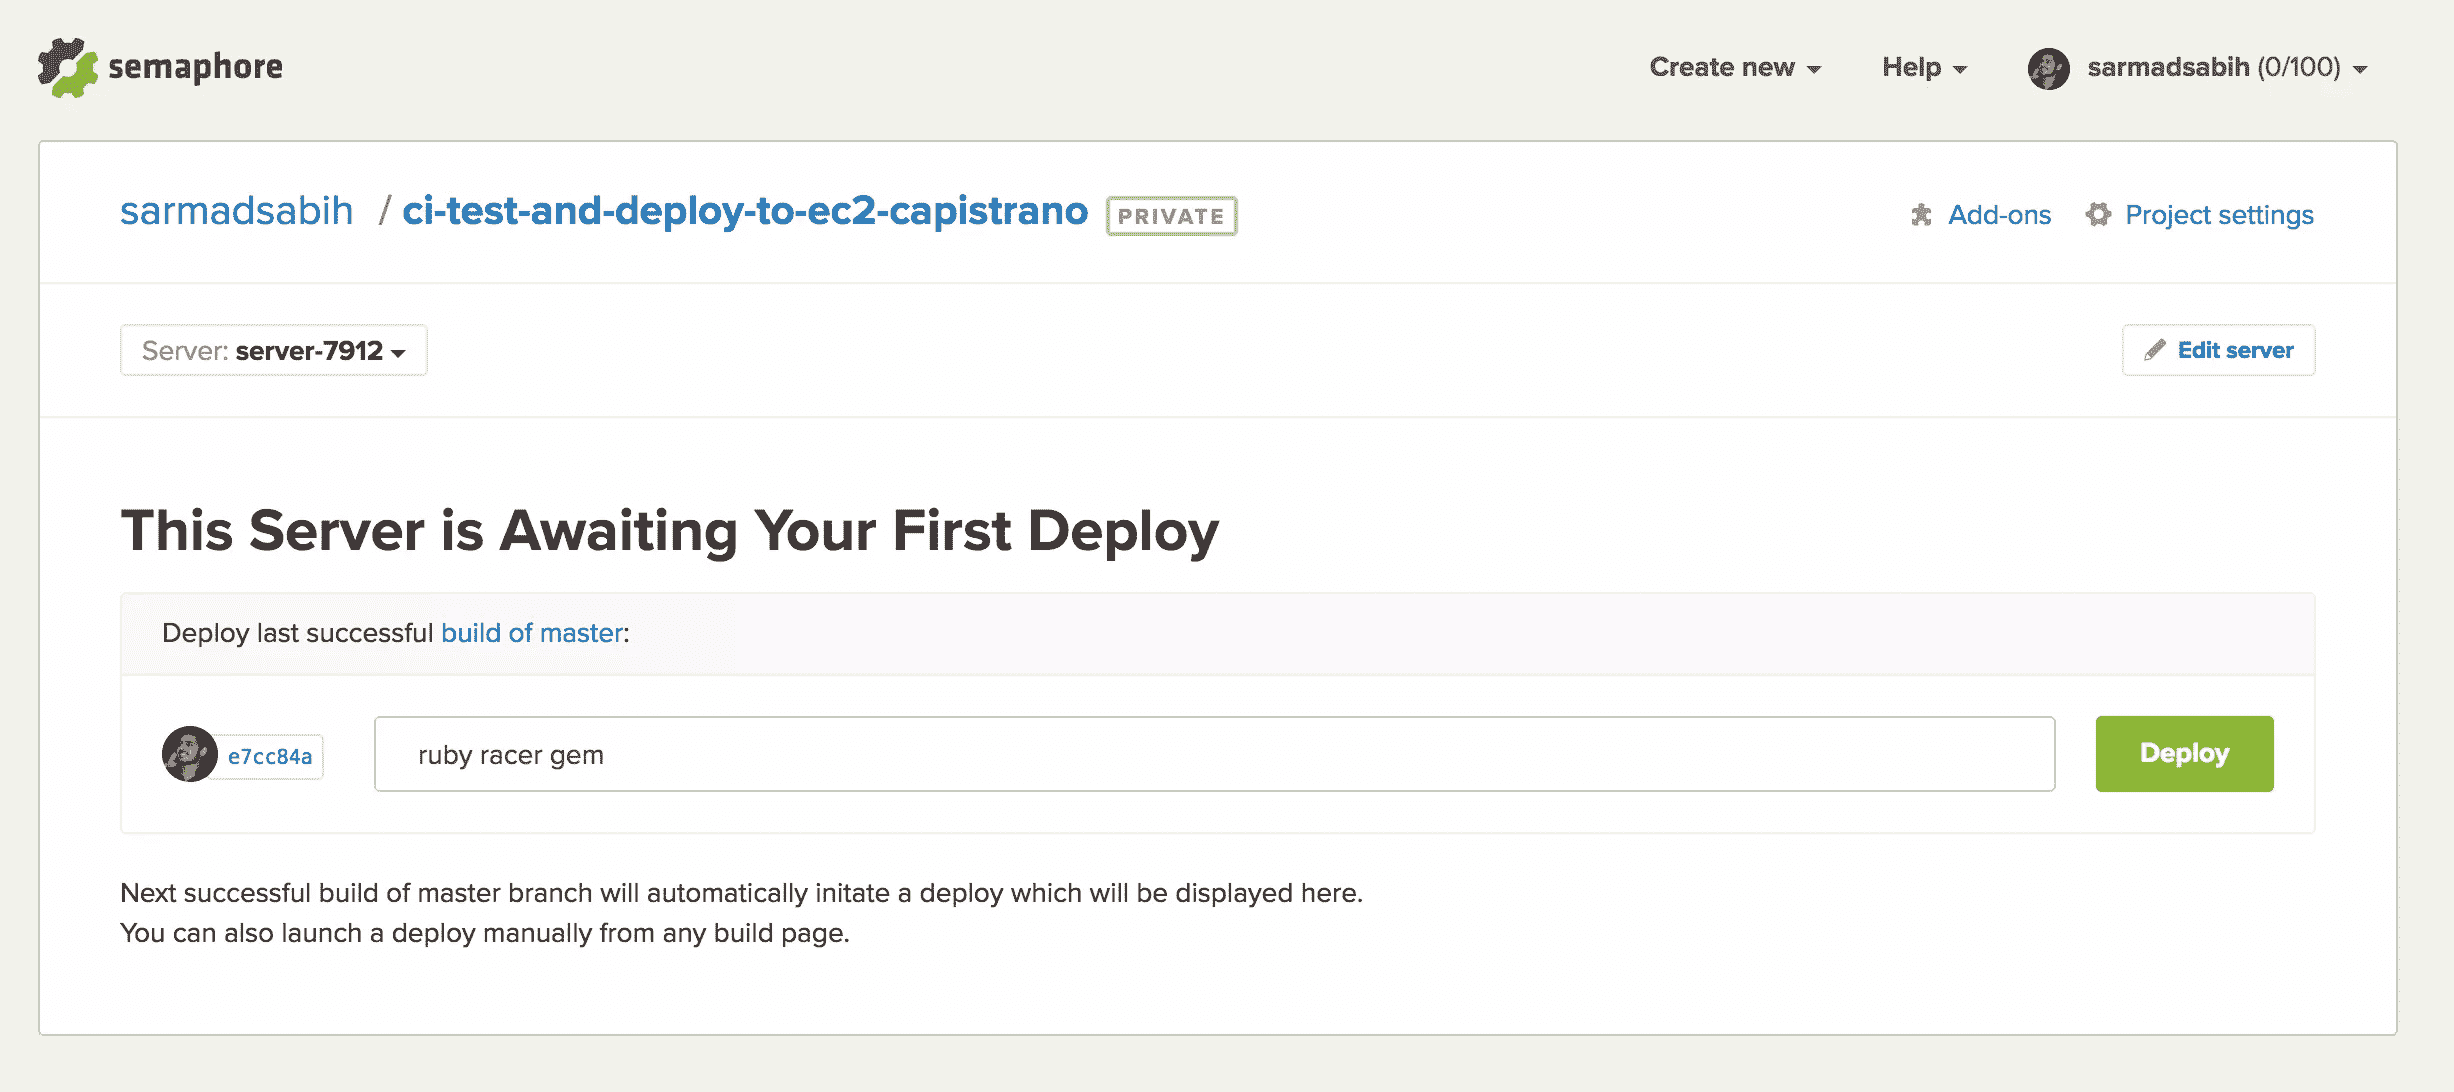 semaphore
Create new
Help
sarmadsabih (0/100)
sarmadsabih / ci-test-and-deploy-to-ec2-capistrano PRIVATE
Add-ons
Project settings
Server: server-7912
Edit server
This Server is Awaiting Your First Deploy
Deploy last successful build of master:
e7cc84a
ruby racer gem
Deploy
Next successful build of master branch will automatically initate a deploy which will be displayed here.
You can also launch a deploy manually from any build page.